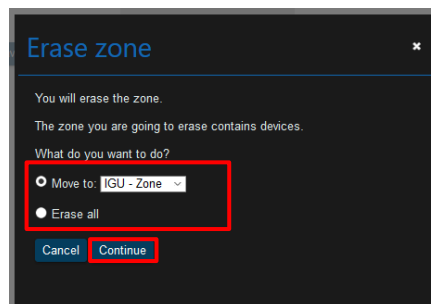 Erase zone
You will erase the zone.
The zone you are going to erase contains devices.
What do you want to do?
Move to: IGU - Zone
Erase all
Cancel Continue